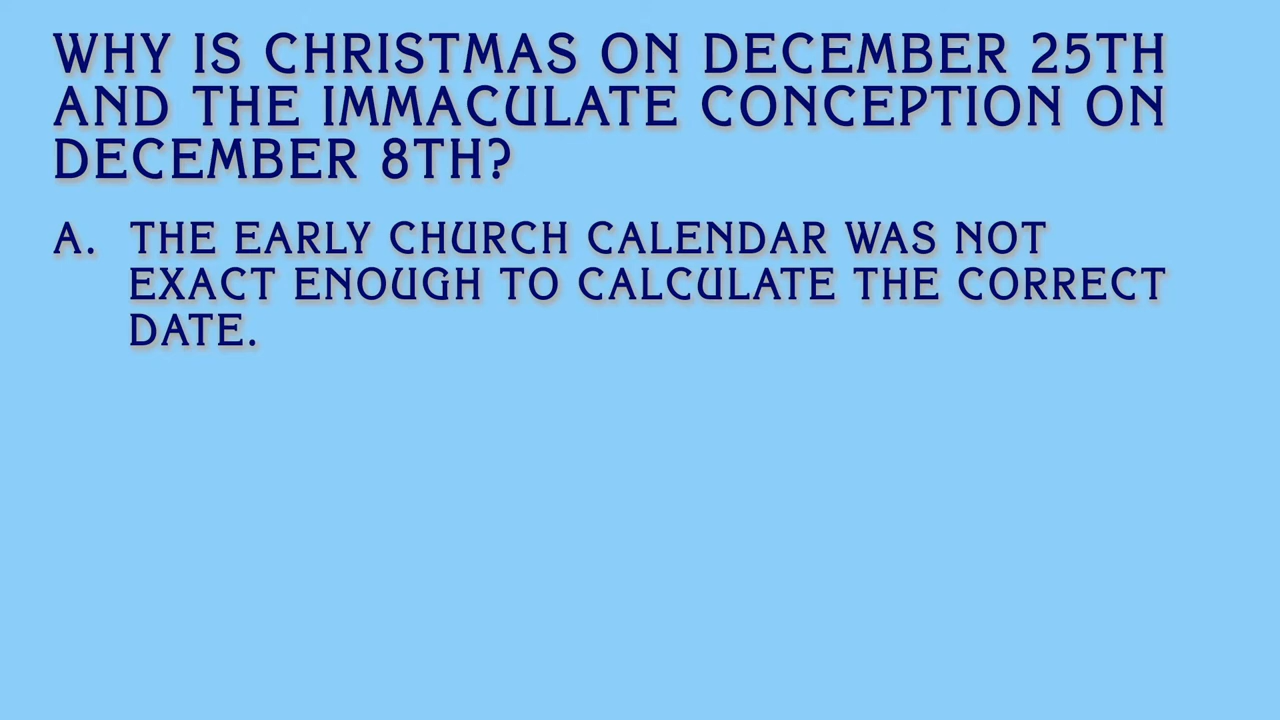 WHY IS CHRISTMAS ON DECEMBER 25TH
AND THE IMMACULATE CONCEPTION ON
DECEMBER 8TH?
A. THE EARLY CHURCH CALENDAR WAS NOT
EXACT ENOUGH TO CALCULATE THE CORRECT
DATE.